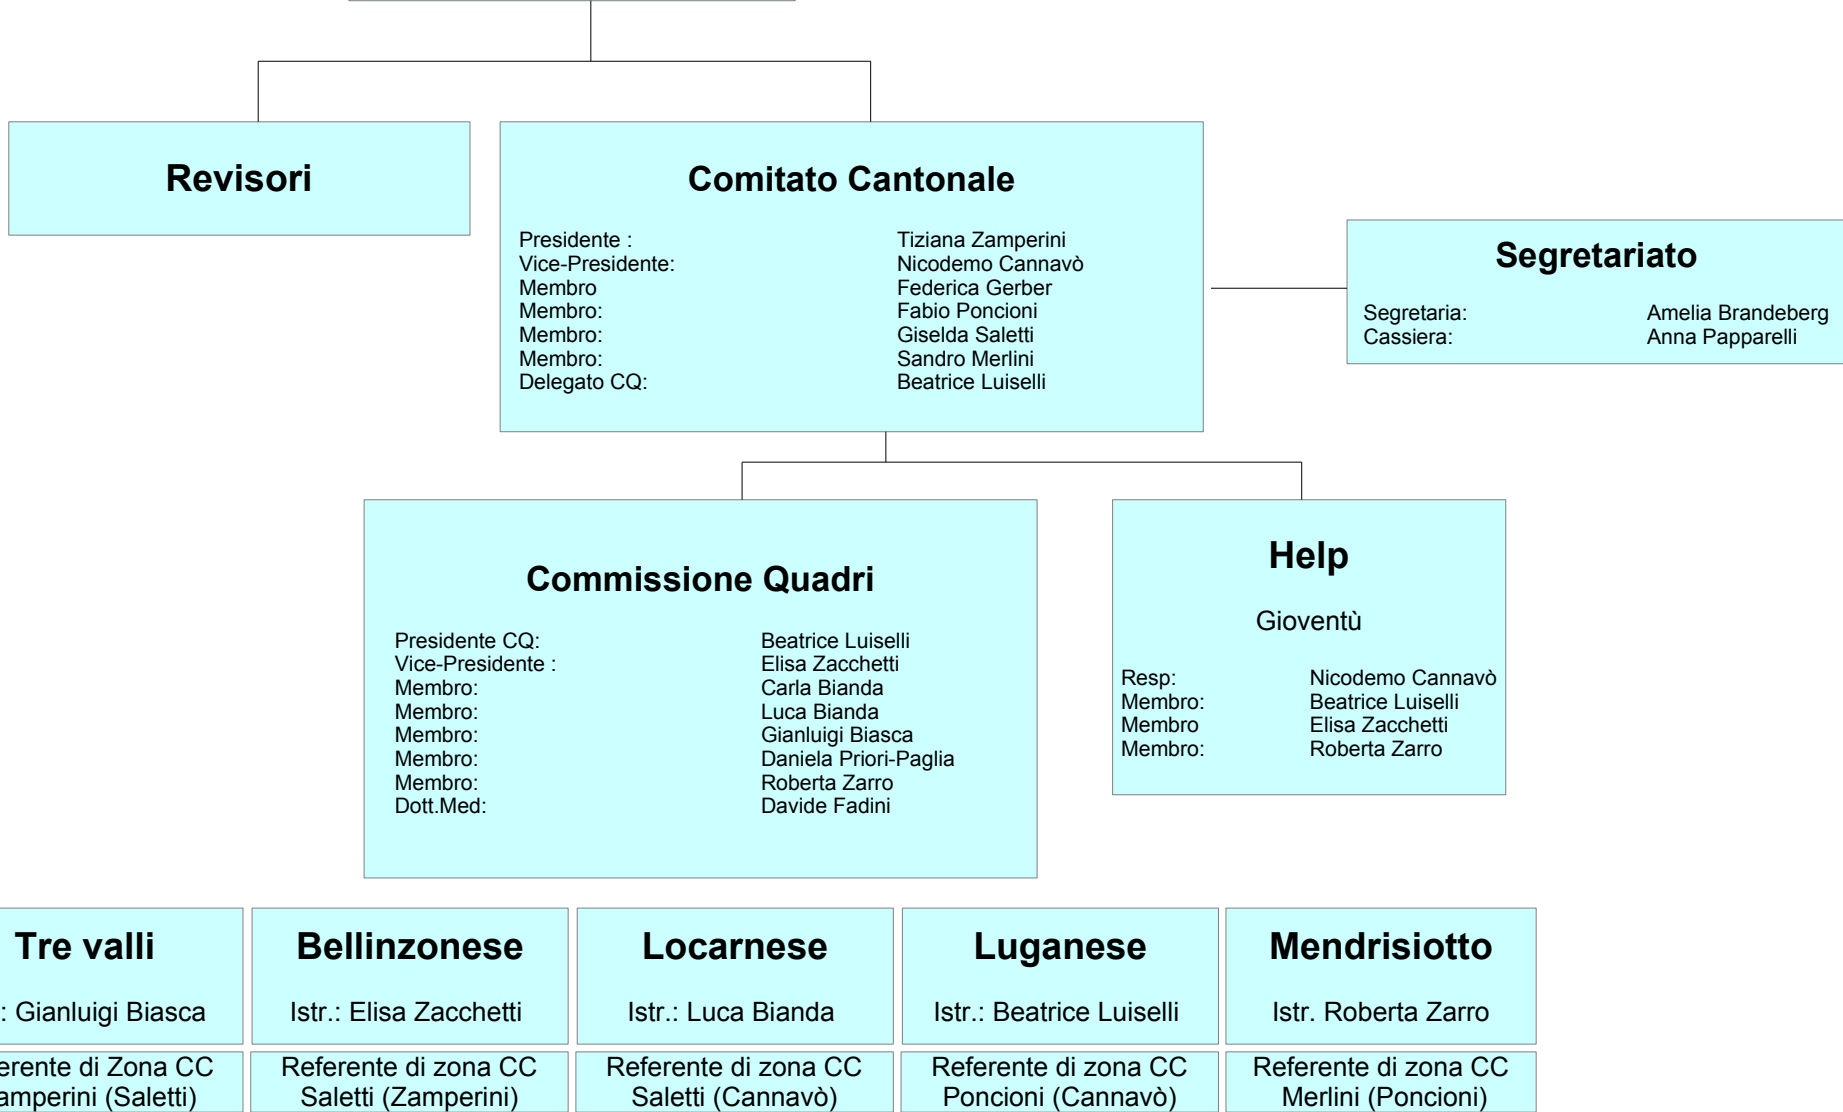 Revisori
Comitato Cantonale
Presidente : Tiziana Zamperini
Vice-Presidente: Nicodemo Cannavò
Membro Federica Gerber
Membro: Fabio Poncioni
Membro: Giselda Saletti
Membro: Sandro Merlini
Delegato CQ: Beatrice Luiselli
Segretariato
Segretaria: Amelia Brandeberg
Cassiera: Anna Papparelli
Commissione Quadri
Presidente CQ: Beatrice Luiselli
Vice-Presidente : Elisa Zacchetti
Membro: Carla Bianda
Membro: Luca Bianda
Membro: Gianluigi Biasca
Membro: Daniela Priori-Paglia
Membro: Roberta Zarro
Dott.Med: Davide Fadini
Help
Gioventù
Resp: Nicodemo Cannavò
Membro: Beatrice Luiselli
Membro Elisa Zacchetti
Membro: Roberta Zarro
Tre valli
: Gianluigi Biasca
erente di Zona CC
amperini (Saletti)
Bellinzonese
Istr.: Elisa Zacchetti
Referente di zona CC
Saletti (Zamperini)
Locarnese
Istr.: Luca Bianda
Referente di zona CC
Saletti (Cannavò)
Luganese
Istr.: Beatrice Luiselli
Referente di zona CC
Poncioni (Cannavò)
Mendrisiotto
Istr. Roberta Zarro
Referente di zona CC
Merlini (Poncioni)